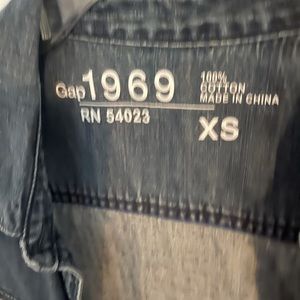 Gap 1969
RN 54023
100%
COTTON
MADE IN CHINA
XS